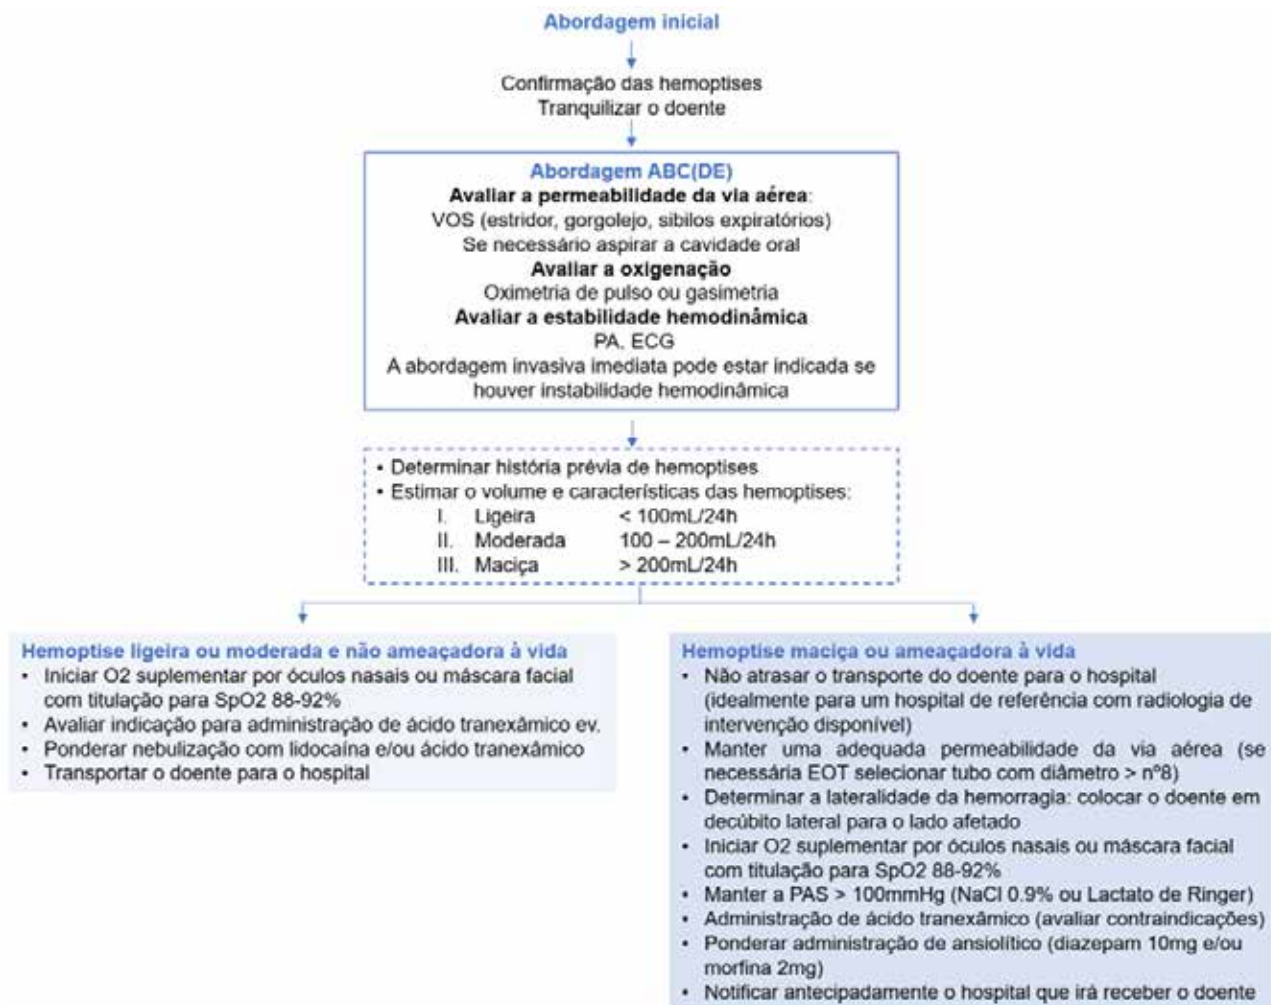 Abordagem inicial
Confirmação das hemoptises
Tranquilizar o doente
Abordagem ABC(DE)
Avaliar a permeabilidade da via aérea:
VOS (estridor, gorgolejo, sibilos expiratórios)
Se necessário aspirar a cavidade oral
Avaliar a oxigenação
Oximetria de pulso ou gasimetria
Avaliar a estabilidade hemodinâmica
PA, ECG
A abordagem invasiva imediata pode estar indicada se
houver instabilidade hemodinâmica
• Determinar história prévia de hemoptises
• Estimar o volume e características das hemoptises:
I. Ligeira < 100mL/24h
II. Moderada 100 – 200mL/24h
III. Maciça > 200mL/24h
Hemoptise ligeira ou moderada e não ameaçadora à vida
• Iniciar O2 suplementar por óculos nasais ou máscara facial
com titulação para SpO2 88-92%
• Avaliar indicação para administração de ácido tranexâmico ev.
• Ponderar nebulização com lidocaína e/ou ácido tranexâmico
• Transportar o doente para o hospital
Hemoptise maciça ou ameaçadora à vida
• Não atrasar o transporte do doente para o hospital
(idealmente para um hospital de referência com radiologia de
intervenção disponível)
• Manter uma adequada permeabilidade da via aérea (se
necessária EOT selecionar tubo com diâmetro > nº8)
• Determinar a lateralidade da hemorragia: colocar o doente em
decúbito lateral para o lado afetado
• Iniciar O2 suplementar por óculos nasais ou máscara facial
com titulação para SpO2 88-92%
• Manter a PAS > 100mmHg (NaCl 0.9% ou Lactato de Ringer)
• Administração de ácido tranexâmico (avaliar contraindicações)
• Ponderar administração de ansiolítico (diazepam 10mg e/ou
morfina 2mg)
• Notificar antecipadamente o hospital que irá receber o doente